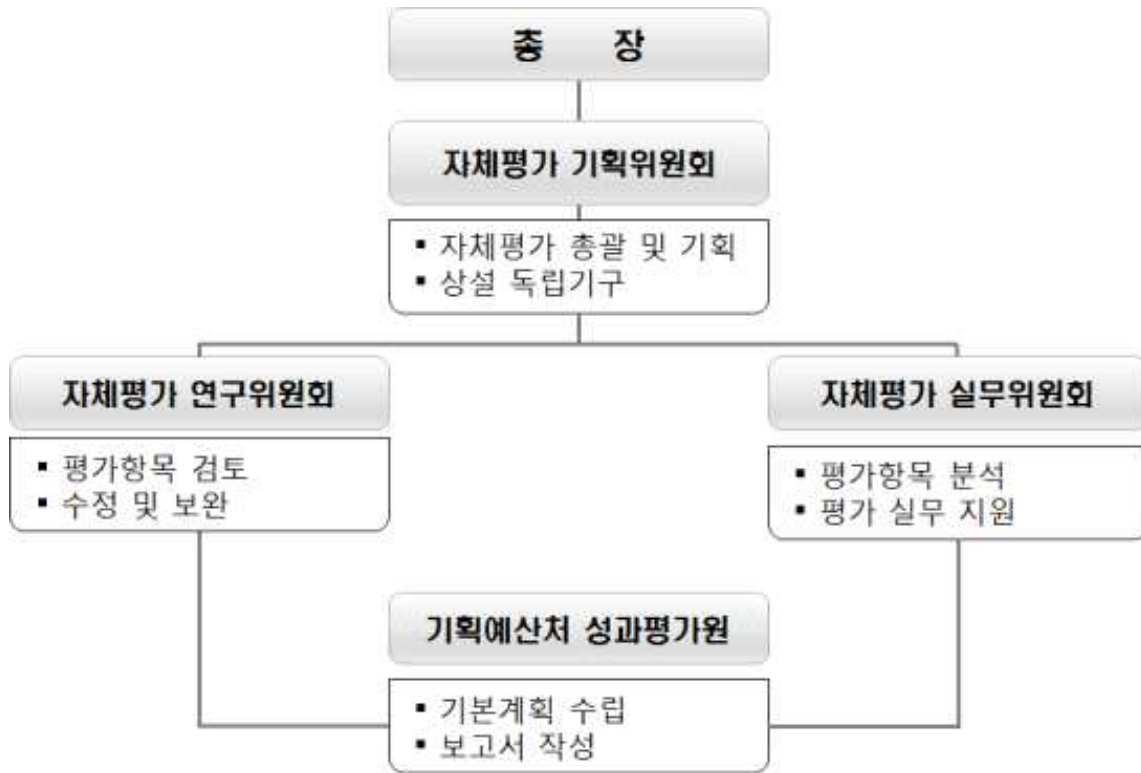 총 장
자체평가 기획위원회
▪ 자체평가 총괄 및 기획
▪ 상설 독립기구
자체평가 연구위원회
▪ 평가항목 검토
▪ 수정 및 보완
자체평가 실무위원회
▪ 평가항목 분석
▪ 평가 실무 지원
기획예산처 성과평가원
▪ 기본계획 수립
▪ 보고서 작성